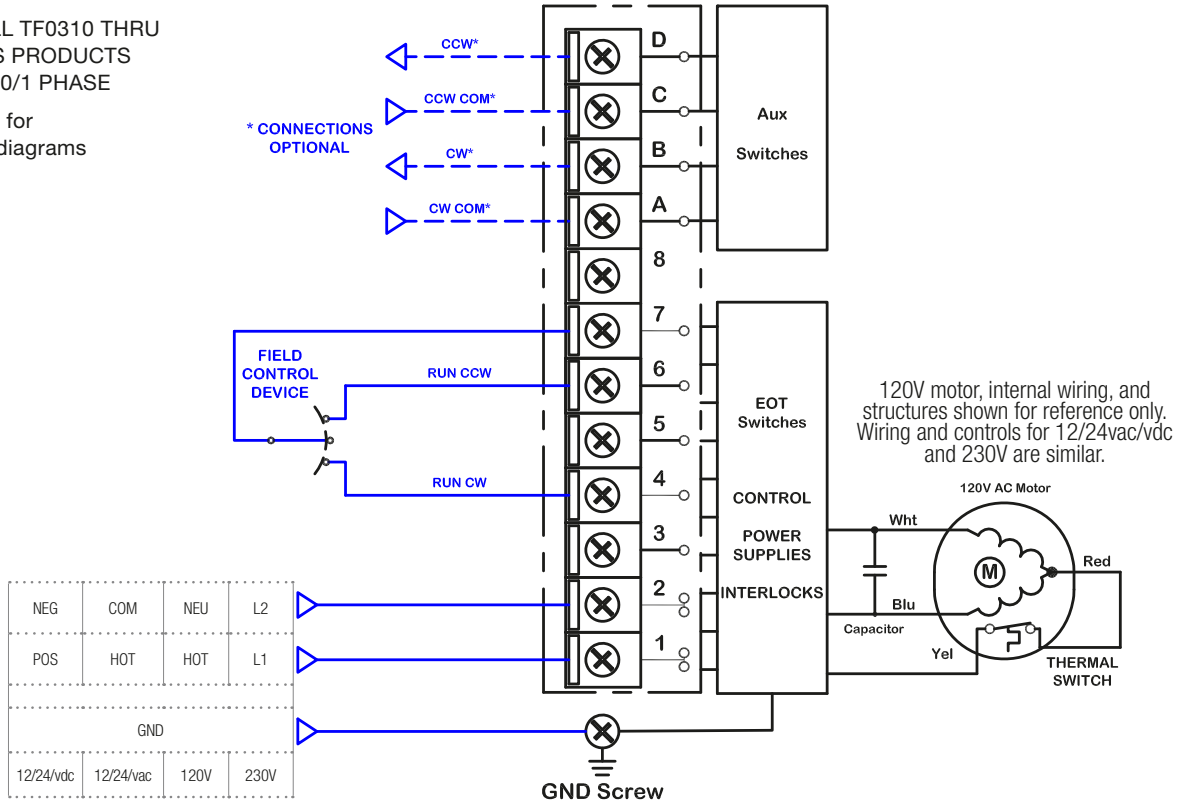 TF0310 THRU
PRODUCTS
PHASE
for
diagrams
* CONNECTIONS
OPTIONAL
CCW*
CCW COM*
CW*
CW COM*
D
C
B
A
8
7
6
5
4
3
2
1
Aux
Switches
FIELD
CONTROL
DEVICE
RUN CCW
RUN CW
EOT
Switches
CONTROL
POWER
SUPPLIES
INTERLOCKS
120V motor, internal wiring, and
structures shown for reference only.
Wiring and controls for 12/24vac/vdc
and 230V are similar.
120V AC Motor
Wht
M
Red
Blu
Capacitor
Yel
THERMAL
SWITCH
NEG COM NEU L2
POS HOT HOT L1
GND
12/24/vdc 12/24/vac 120V 230V
GND Screw